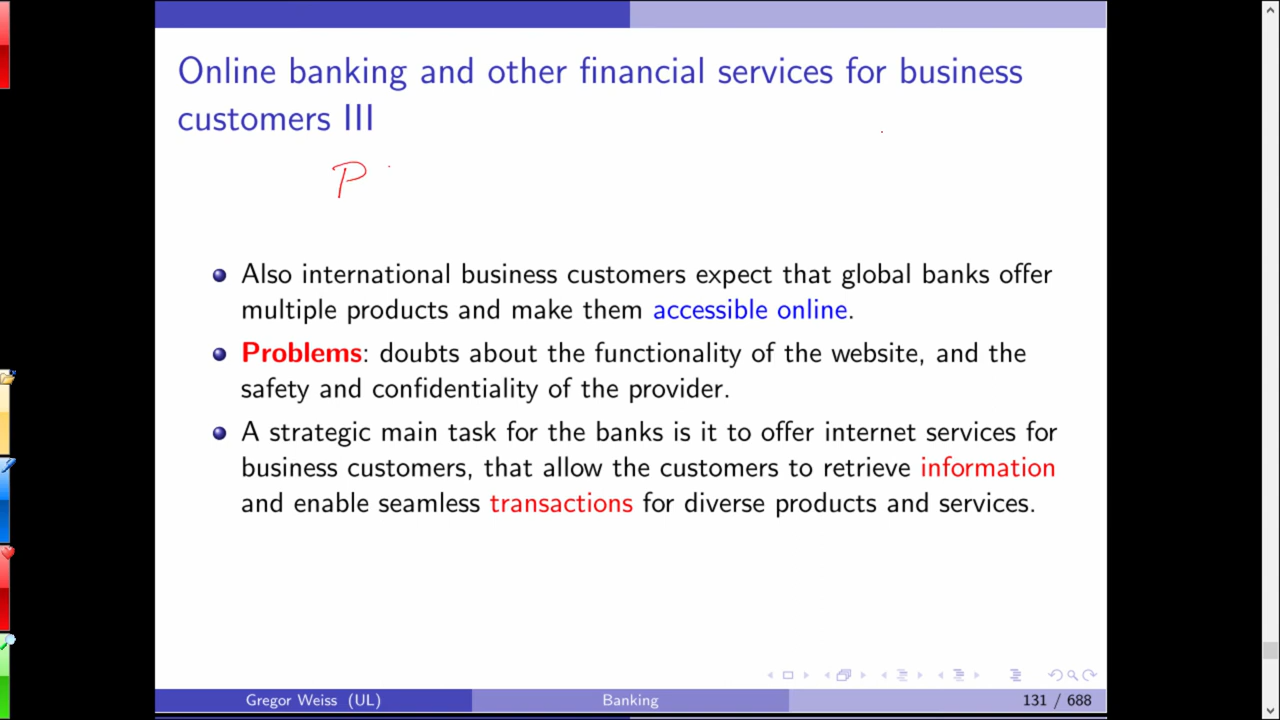 Online banking and other financial services for business
customers III
P
Also international business customers expect that global banks offer
multiple products and make them accessible online.
Problems: doubts about the functionality of the website, and the
safety and confidentiality of the provider.
A strategic main task for the banks is it to offer internet services for
business customers, that allow the customers to retrieve information
and enable seamless transactions for diverse products and services.
Gregor Weiss (UL) Banking 131 / 688